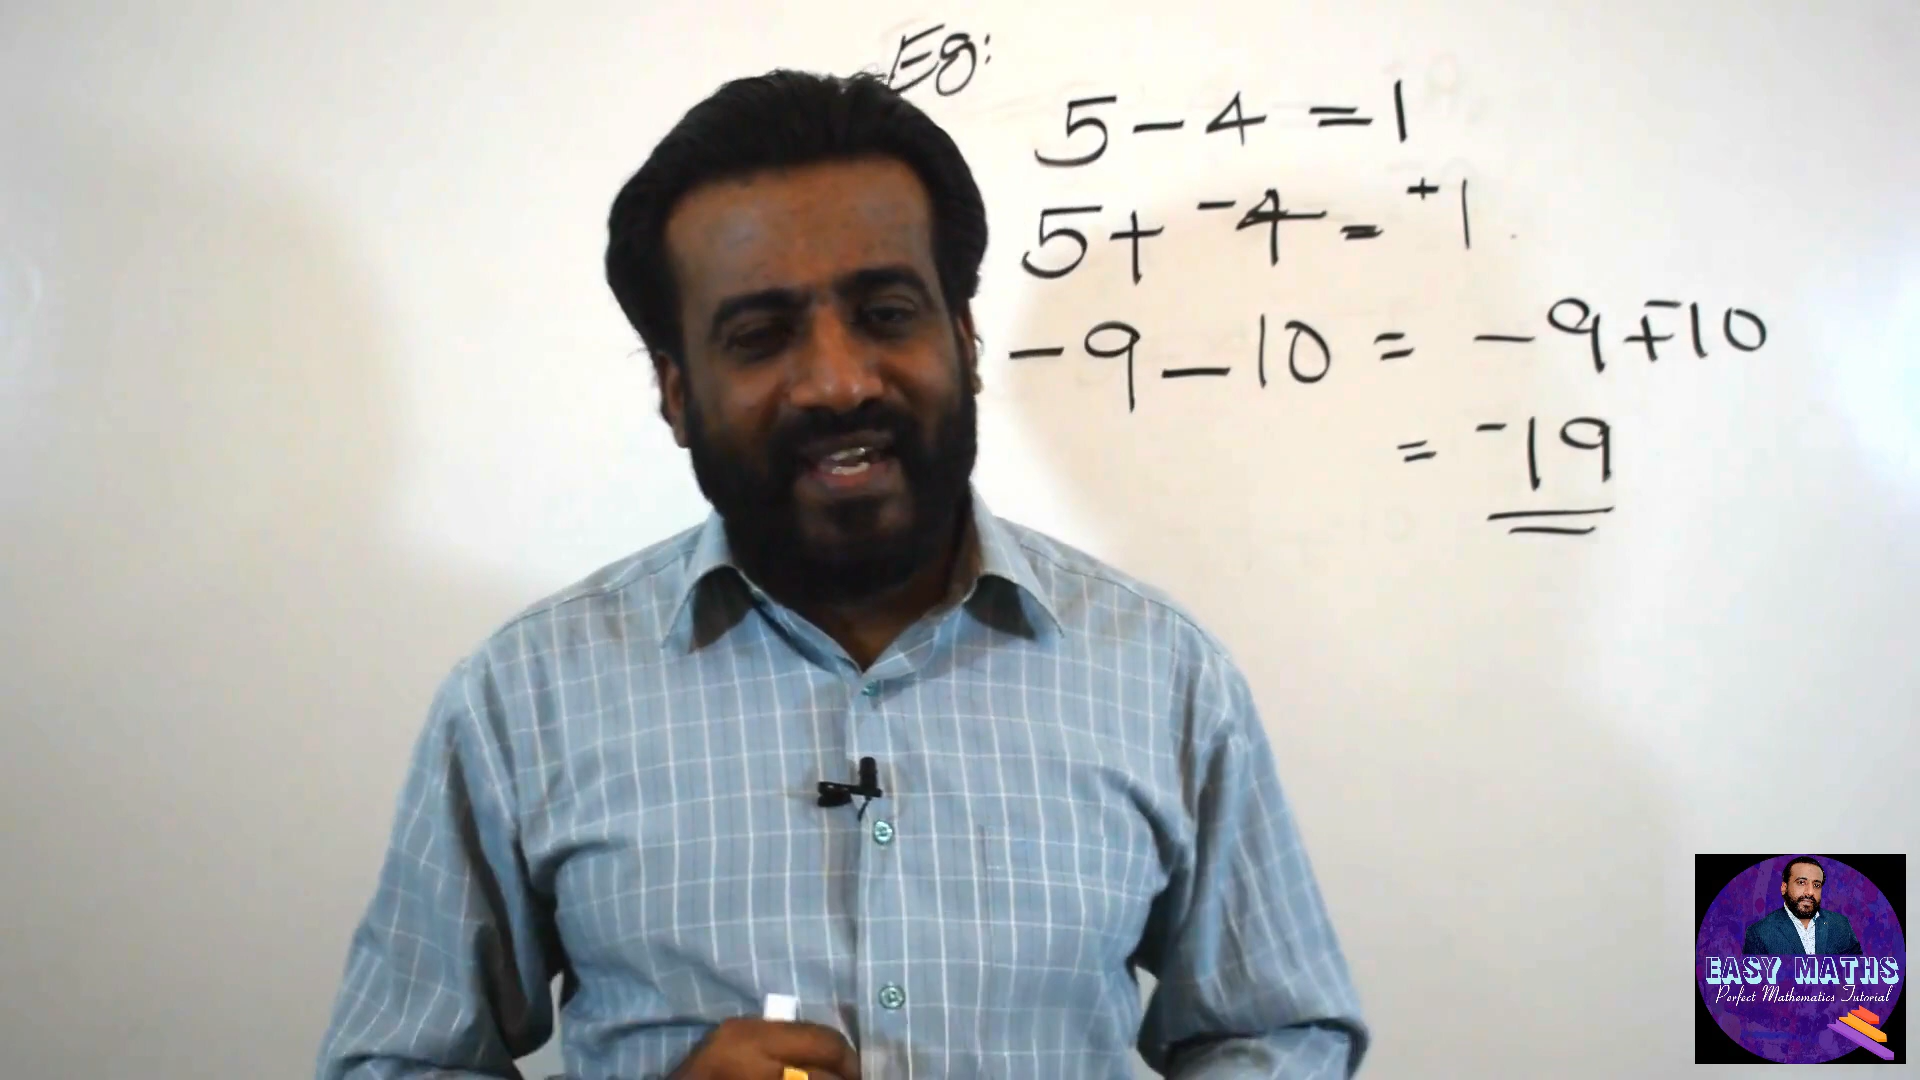 Eg:
5 - 4 = 1
5 + ⁻4 = ⁺1
-9 - 10 = -9 + ⁻10
= ⁻19
EASY MATHS
Perfect Mathematics Tutorial